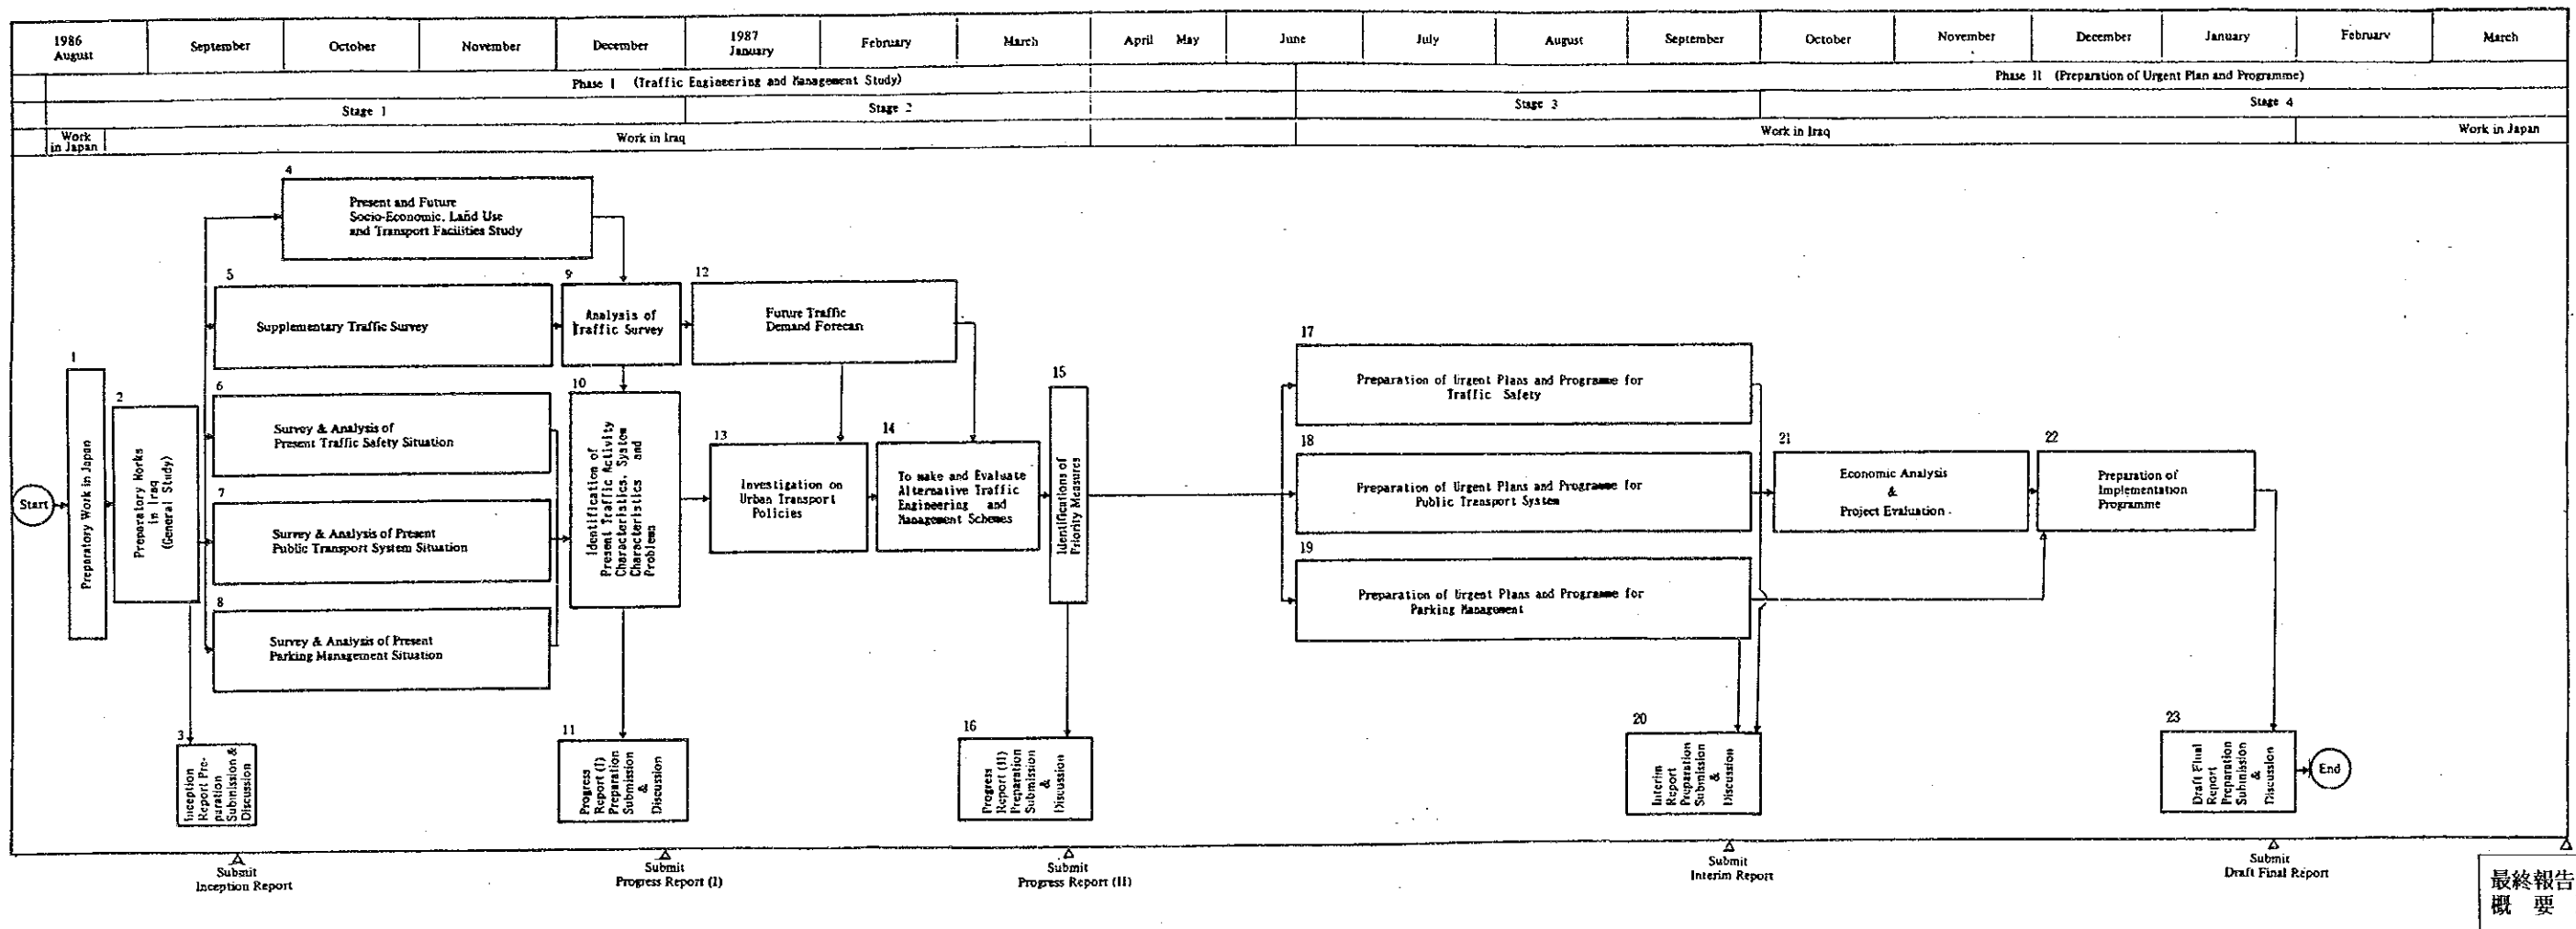 1986
August
September
October
November
December
1987
January
February
March
April May
June
July
August
September
October
November
December
January
February
March
Phase I (Traffic Engineering and Management Study)
Phase II (Preparation of Urgent Plan and Programme)
Stage 1
Stage 2
Stage 3
Stage 4
Work
in Japan
Work in Iraq
Work in Iraq
Work in Japan
Start
1
Preparatory Work in Japan
2
Preparatory Works
in Iraq
(General Study)
3
Inception
Report Pre-
paration
Submission &
Discussion
4
Present and Future
Socio-Economic, Land Use
and Transport Facilities Study
5
Supplementary Traffic Survey
6
Survey & Analysis of
Present Traffic Safety Situation
7
Survey & Analysis of Present
Public Transport System Situation
8
Survey & Analysis of Present
Parking Management Situation
9
Analysis of
Traffic Survey
10
Identification of
Present Traffic Activity
Characteristics, System
Characteristics and
Problems
11
Progress
Report (I)
Preparation
Submission
&
Discussion
12
Future Traffic
Demand Forecan
13
Investigation on
Urban Transport
Policies
14
To make and Evaluate
Alternative Traffic
Engineering and
Management Schemes
15
Identifications of
Priority Measures
16
Progress
Report (II)
Preparation
Submission
&
Discussion
17
Preparation of Urgent Plans and Programme for
Traffic Safety
18
Preparation of Urgent Plans and Programme for
Public Transport System
19
Preparation of Urgent Plans and Programme for
Parking Management
20
Interim
Report
Preparation
Submission
&
Discussion
21
Economic Analysis
&
Project Evaluation
22
Preparation of
Implementation
Programme
23
Draft Final
Report
Preparation
Submission
&
Discussion
End
Submit
Inception Report
Submit
Progress Report (I)
Submit
Progress Report (II)
Submit
Interim Report
Submit
Draft Final Report
最終報告
概 要